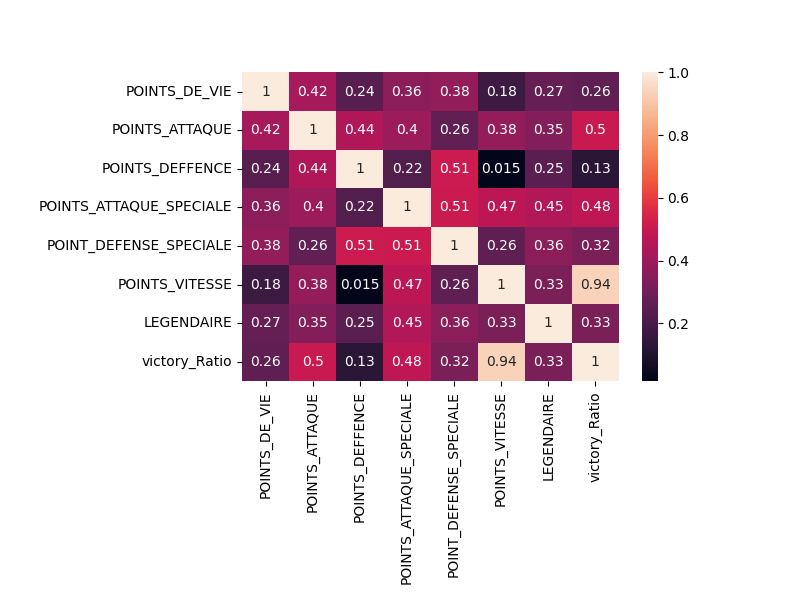 POINTS_DE_VIE 1 0.42 0.24 0.36 0.38 0.18 0.27 0.26
POINTS_ATTAQUE 0.42 1 0.44 0.4 0.26 0.38 0.35 0.5
POINTS_DEFFENCE 0.24 0.44 1 0.22 0.51 0.015 0.25 0.13
POINTS_ATTAQUE_SPECIALE 0.36 0.4 0.22 1 0.51 0.47 0.45 0.48
POINT_DEFENSE_SPECIALE 0.38 0.26 0.51 0.51 1 0.26 0.36 0.32
POINTS_VITESSE 0.18 0.38 0.015 0.47 0.26 1 0.33 0.94
LEGENDAIRE 0.27 0.35 0.25 0.45 0.36 0.33 1 0.33
victory_Ratio 0.26 0.5 0.13 0.48 0.32 0.94 0.33 1
POINTS_DE_VIE
POINTS_ATTAQUE
POINTS_DEFFENCE
POINTS_ATTAQUE_SPECIALE
POINT_DEFENSE_SPECIALE
POINTS_VITESSE
LEGENDAIRE
victory_Ratio
1.0
0.8
0.6
0.4
0.2